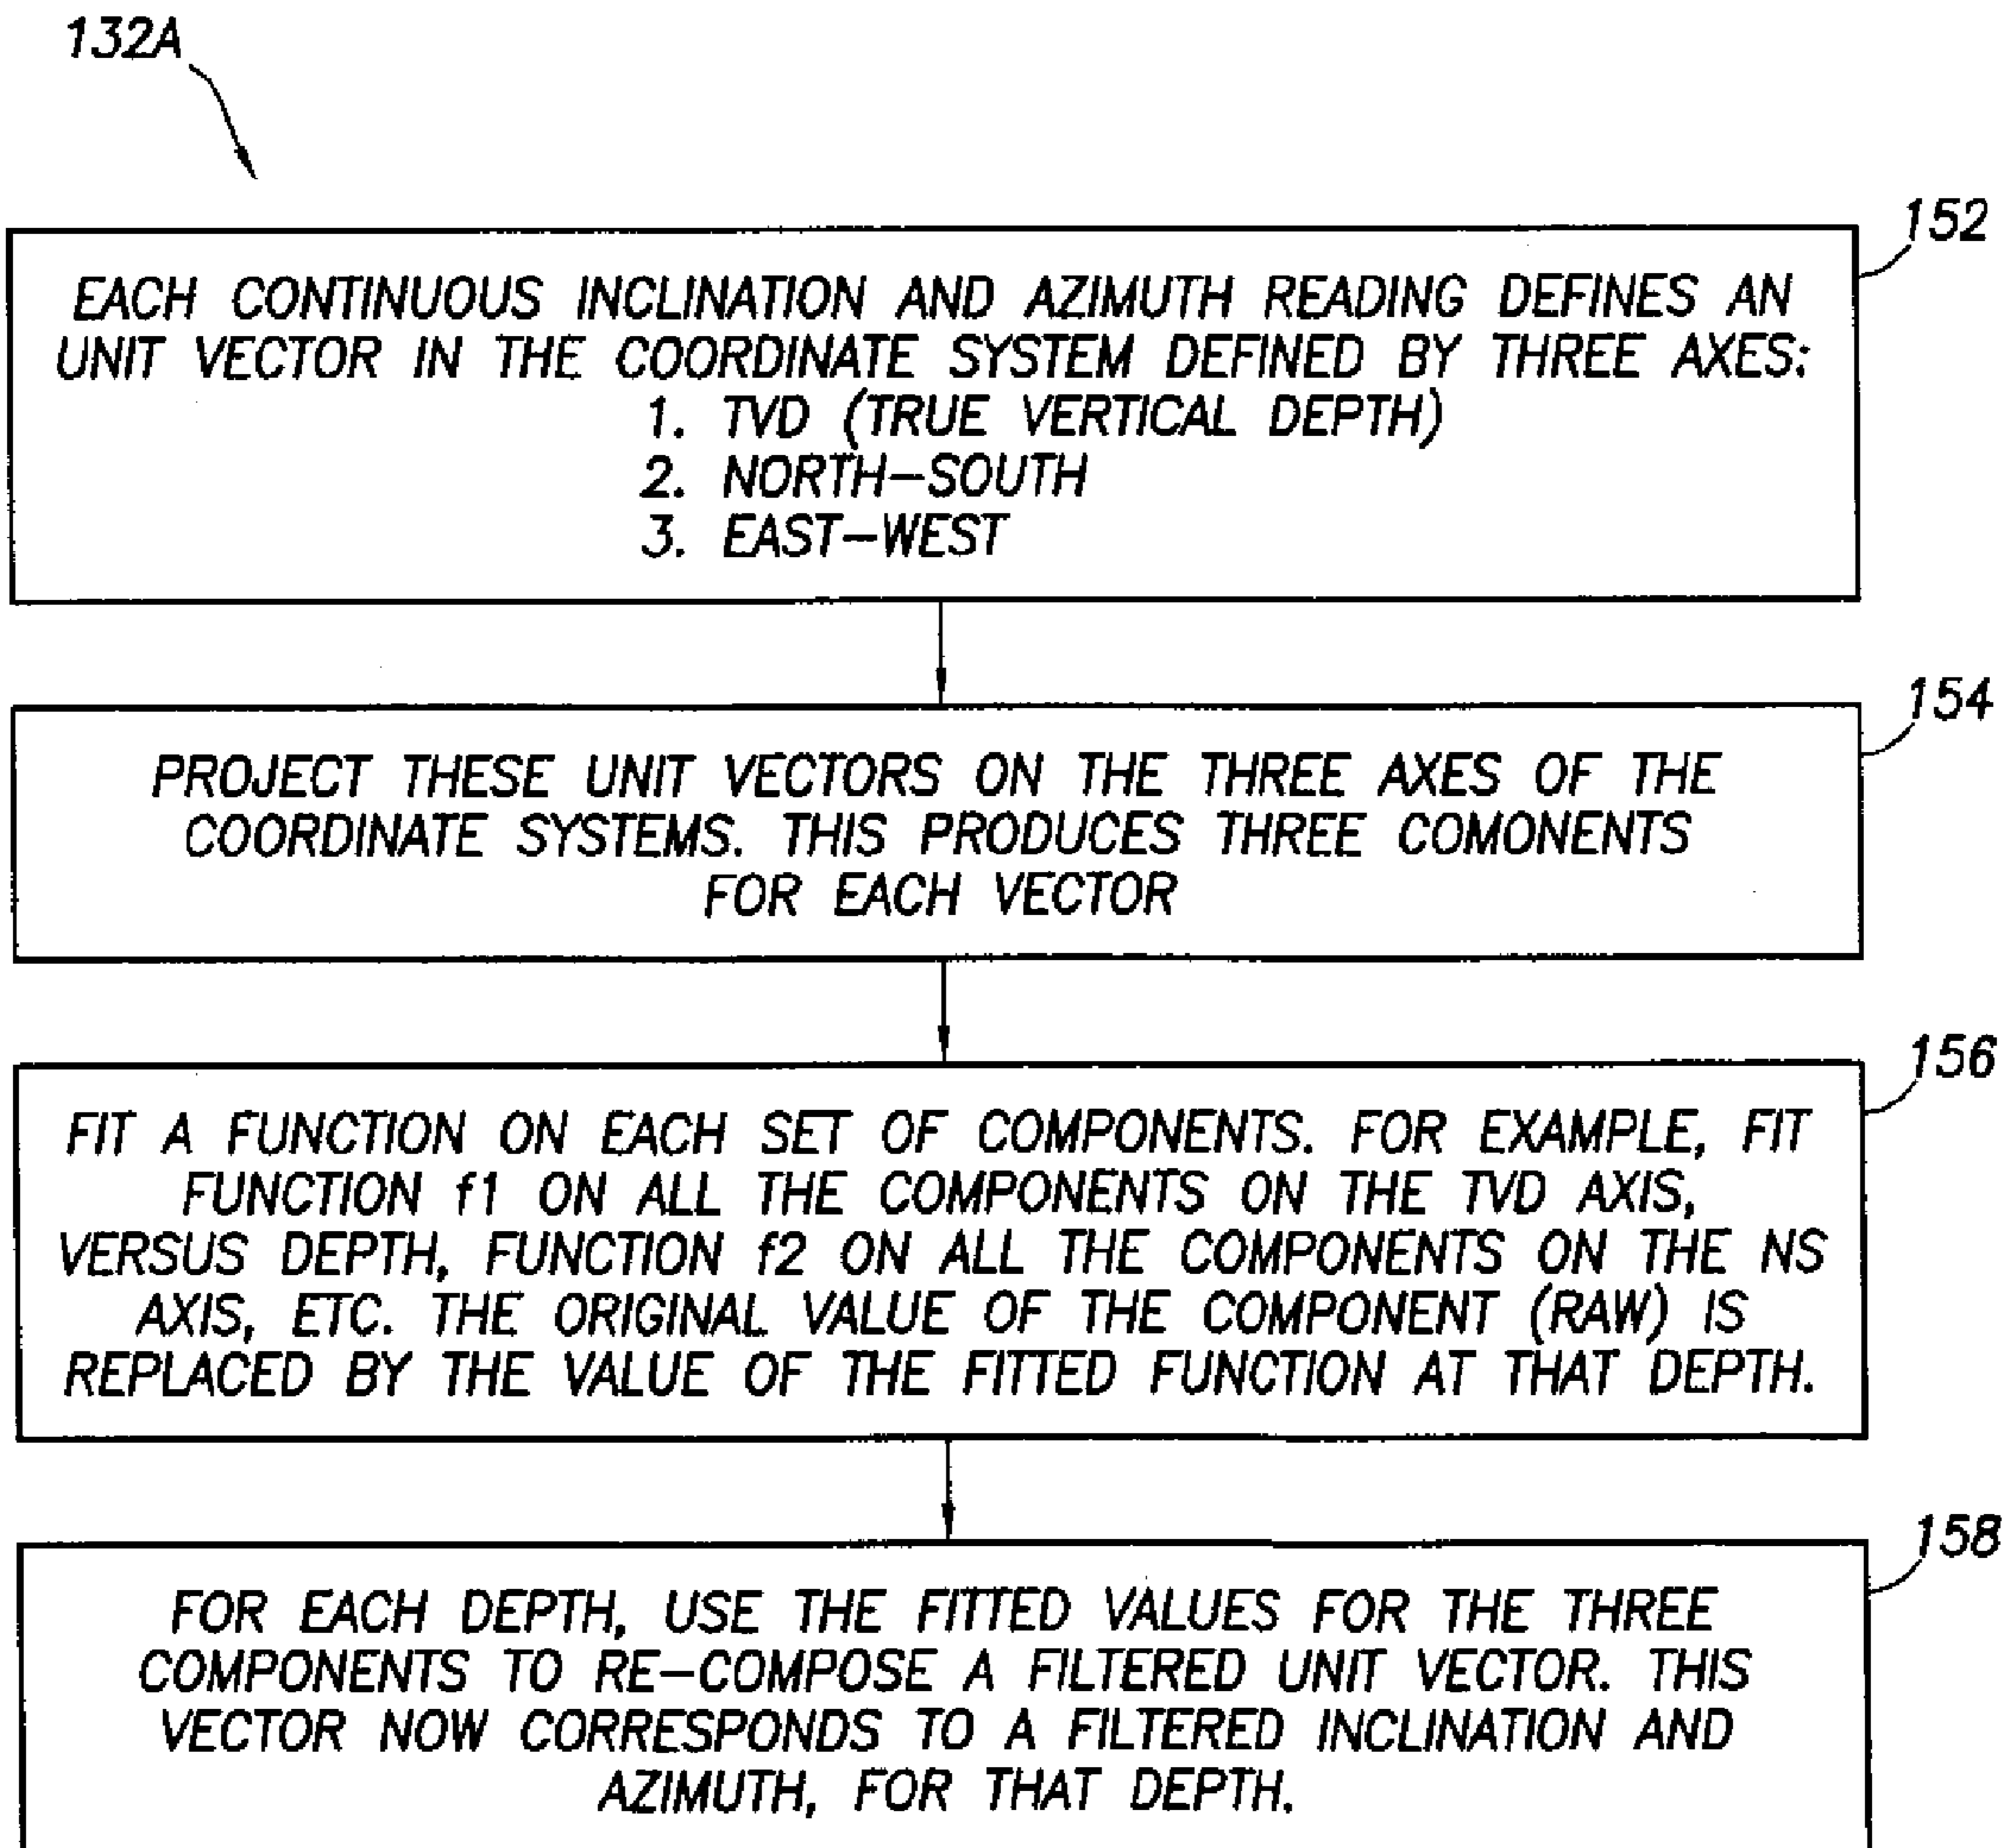 132A
152
EACH CONTINUOUS INCLINATION AND AZIMUTH READING DEFINES AN
UNIT VECTOR IN THE COORDINATE SYSTEM DEFINED BY THREE AXES:
1. TVD (TRUE VERTICAL DEPTH)
2. NORTH–SOUTH
3. EAST–WEST
154
PROJECT THESE UNIT VECTORS ON THE THREE AXES OF THE
COORDINATE SYSTEMS. THIS PRODUCES THREE COMONENTS
FOR EACH VECTOR
156
FIT A FUNCTION ON EACH SET OF COMPONENTS. FOR EXAMPLE, FIT
FUNCTION f1 ON ALL THE COMPONENTS ON THE TVD AXIS,
VERSUS DEPTH, FUNCTION f2 ON ALL THE COMPONENTS ON THE NS
AXIS, ETC. THE ORIGINAL VALUE OF THE COMPONENT (RAW) IS
REPLACED BY THE VALUE OF THE FITTED FUNCTION AT THAT DEPTH.
158
FOR EACH DEPTH, USE THE FITTED VALUES FOR THE THREE
COMPONENTS TO RE–COMPOSE A FILTERED UNIT VECTOR. THIS
VECTOR NOW CORRESPONDS TO A FILTERED INCLINATION AND
AZIMUTH, FOR THAT DEPTH.